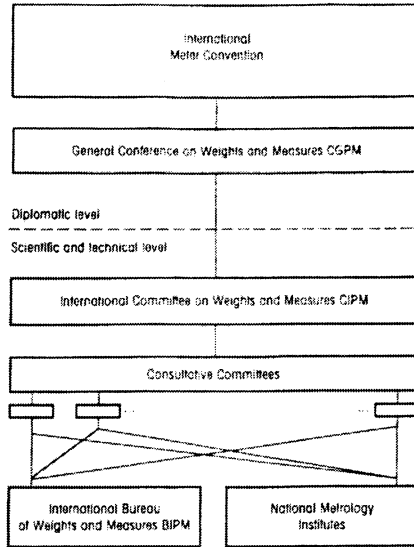 International
Meter Convention
General Conference on Weights and Measures CGPM
Diplomatic level
Scientific and technical level
International Committee on Weights and Measures CIPM
Consultative Committees
International Bureau
of Weights and Measures BIPM
National Metrology
Institutes